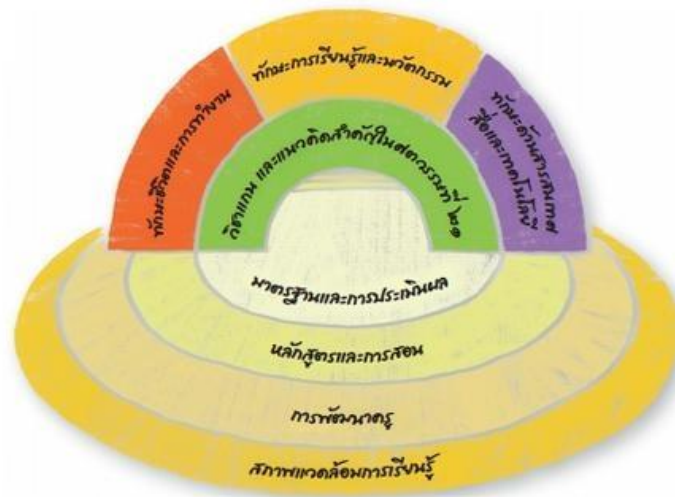 ทักษะการเรียนรู้และนวัตกรรม
ทักษะชีวิตและการทำงาน
ทักษะด้านสารสนเทศ
สื่อและเทคโนโลยี
วิชาแกน และแนวคิดสำคัญในศตวรรษที่ ๒๑
มาตรฐานและการประเมินผล
หลักสูตรและการสอน
การพัฒนาครู
สภาพแวดล้อมการเรียนรู้